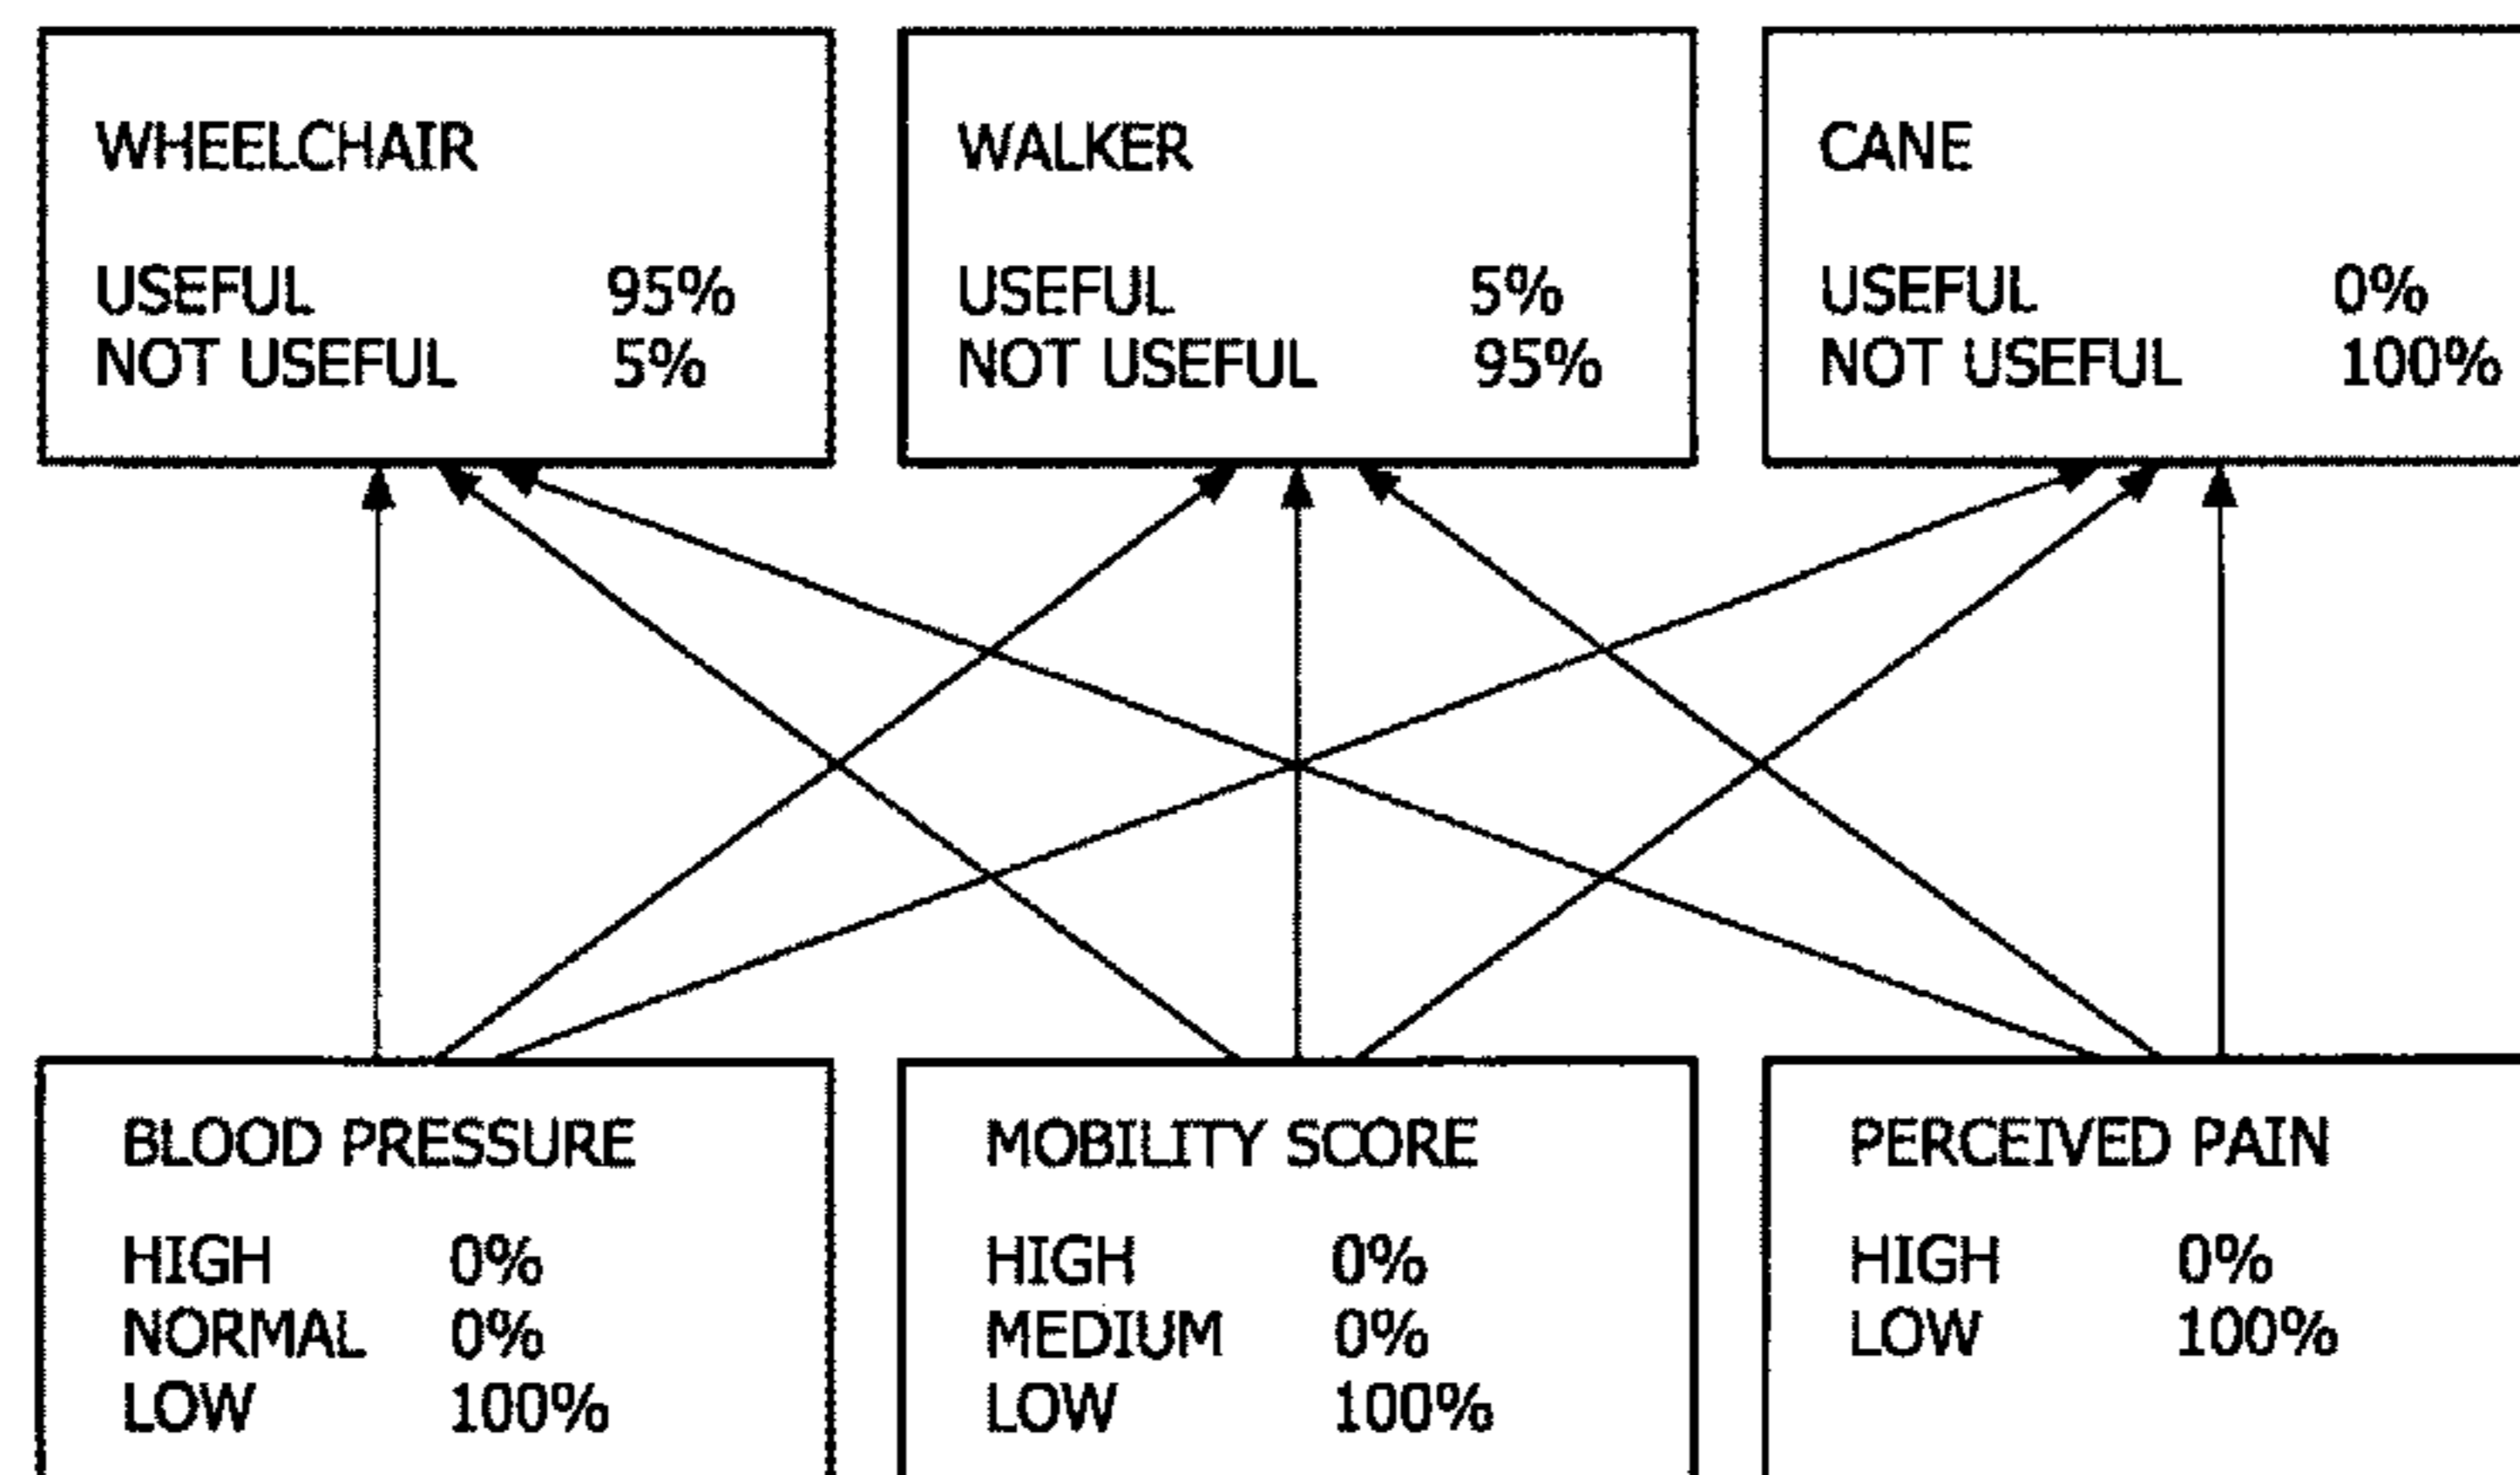 WHEELCHAIR
USEFUL 95%
NOT USEFUL 5%
WALKER
USEFUL 5%
NOT USEFUL 95%
CANE
USEFUL 0%
NOT USEFUL 100%
BLOOD PRESSURE
HIGH 0%
NORMAL 0%
LOW 100%
MOBILITY SCORE
HIGH 0%
MEDIUM 0%
LOW 100%
PERCEIVED PAIN
HIGH 0%
LOW 100%